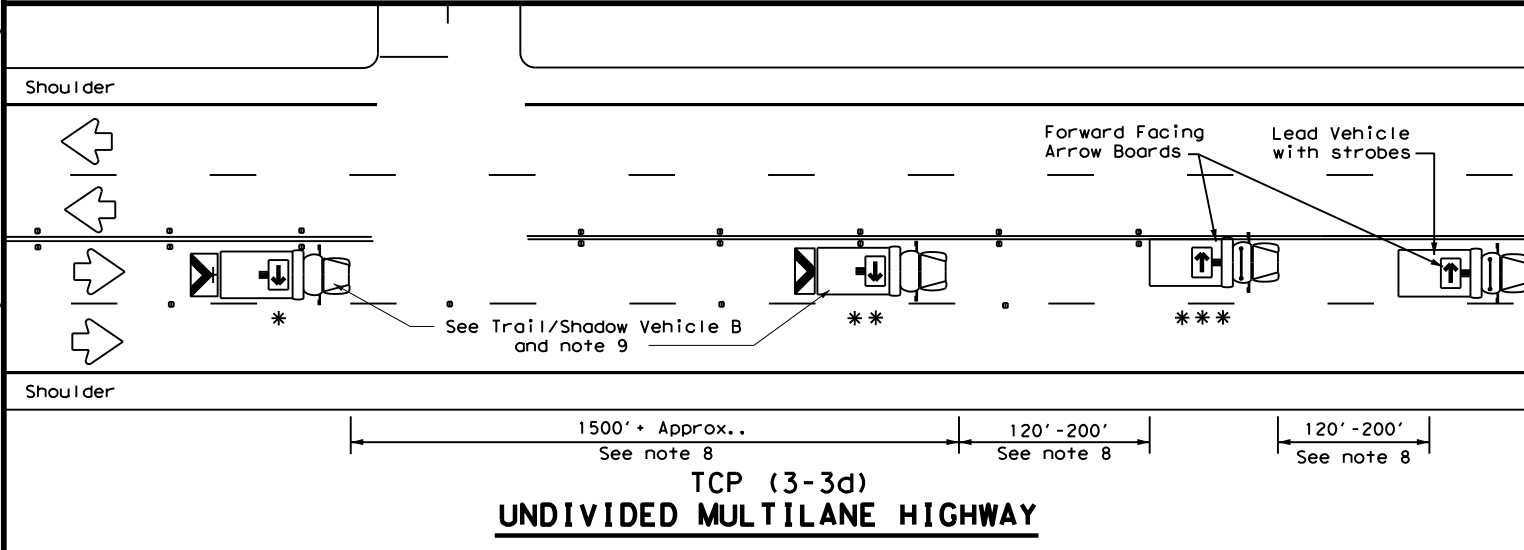 Shoulder
Forward Facing
Arrow Boards
Lead Vehicle
with strobes
*
**
***
See Trail/Shadow Vehicle B
and note 9
Shoulder
1500'+ Approx..
See note 8
120'-200'
See note 8
120'-200'
See note 8
TCP (3-3d)
UNDIVIDED MULTILANE HIGHWAY